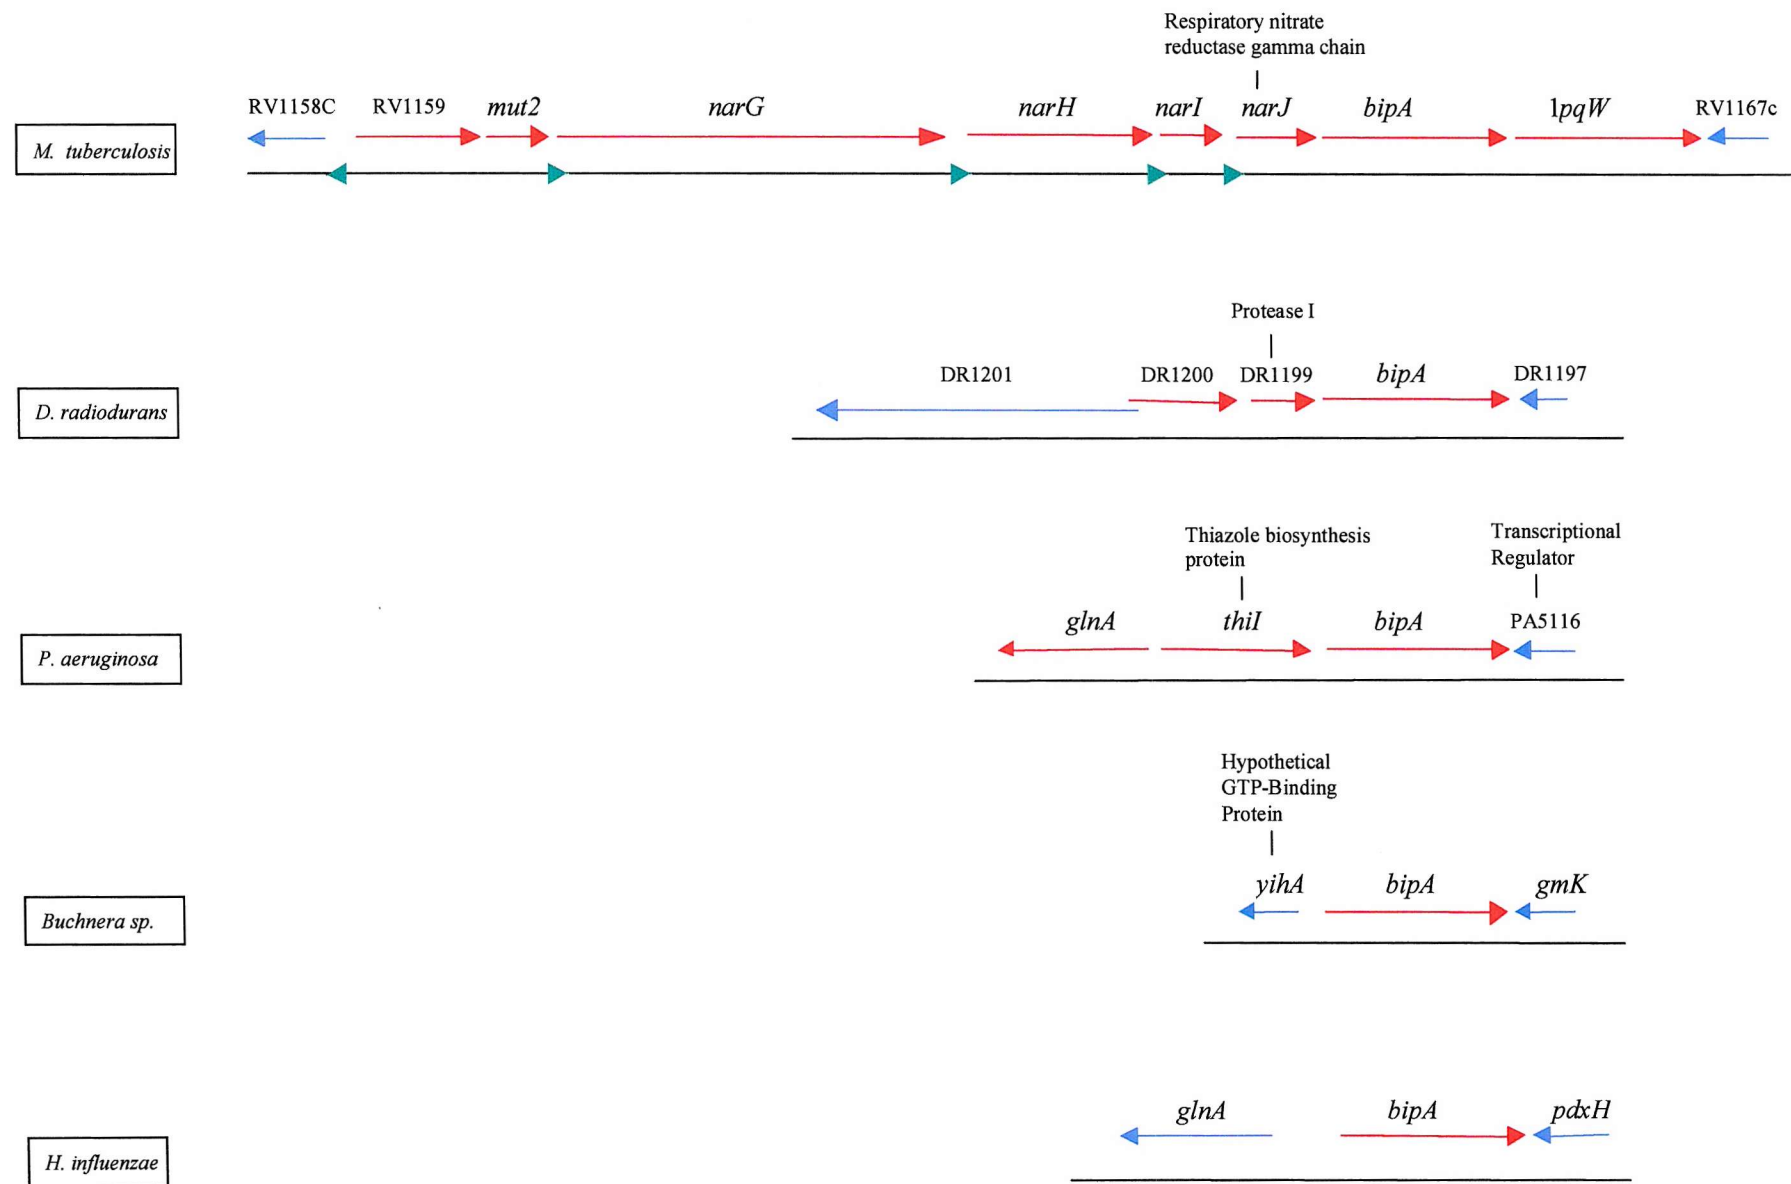 Respiratory nitrate
reductase gamma chain
RV1158C RV1159 mut2 narG narH narI narJ bipA 1pqW RV1167c
M. tuberculosis
Protease I
DR1201 DR1200 DR1199 bipA DR1197
D. radiodurans
Thiazole biosynthesis
protein
Transcriptional
Regulator
glnA thiI bipA PA5116
P. aeruginosa
Hypothetical
GTP-Binding
Protein
yihA bipA gmK
Buchnera sp.
glnA bipA pdxH
H. influenzae